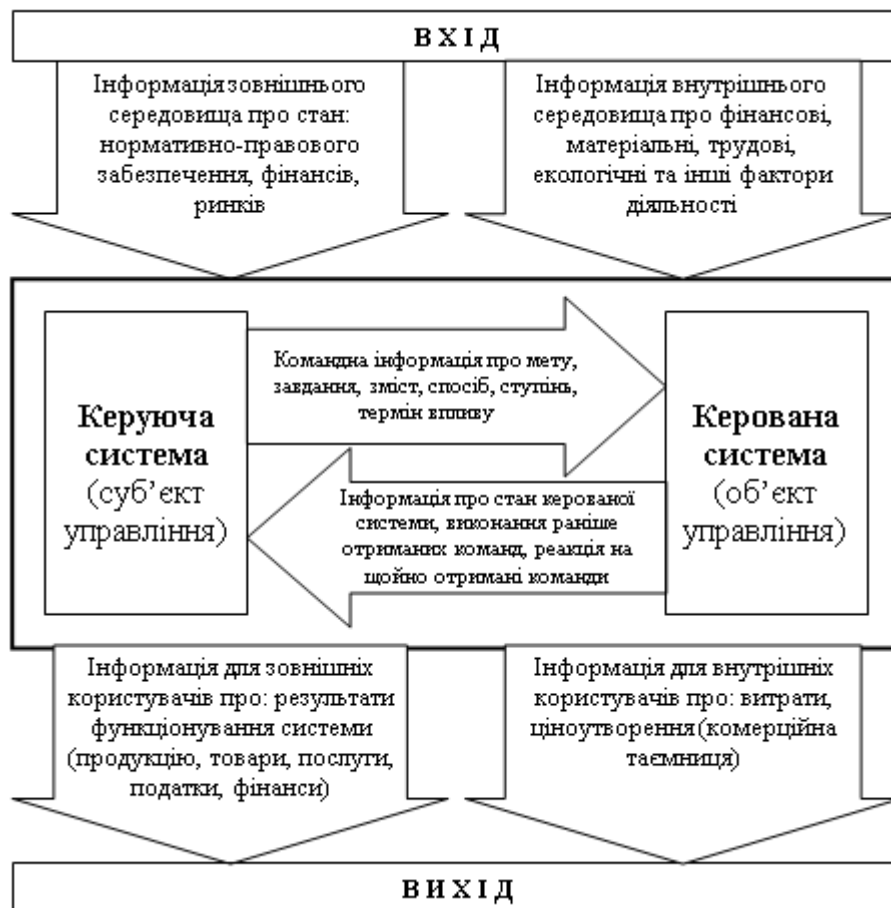 ВХІД
Інформація зовнішнього
середовища про стан:
нормативно-правового
забезпечення, фінансів,
ринків
Інформація внутрішнього
середовища про фінансові,
матеріальні, трудові,
екологічні та інші фактори
діяльності
Керуюча
система
(суб’єкт
управління)
Командна інформація про мету,
завдання, зміст, спосіб, ступінь,
термін впливу
Інформація про стан керованої
системи, виконання раніше
отриманих команд, реакція на
щойно отримані команди
Керована
система
(об’єкт
управління)
Інформація для зовнішніх
користувачів про: результати
функціонування системи
(продукцію, товари, послуги,
податки, фінанси)
Інформація для внутрішніх
користувачів про: витрати,
ціноутворення (комерційна
таємниця)
ВИХІД